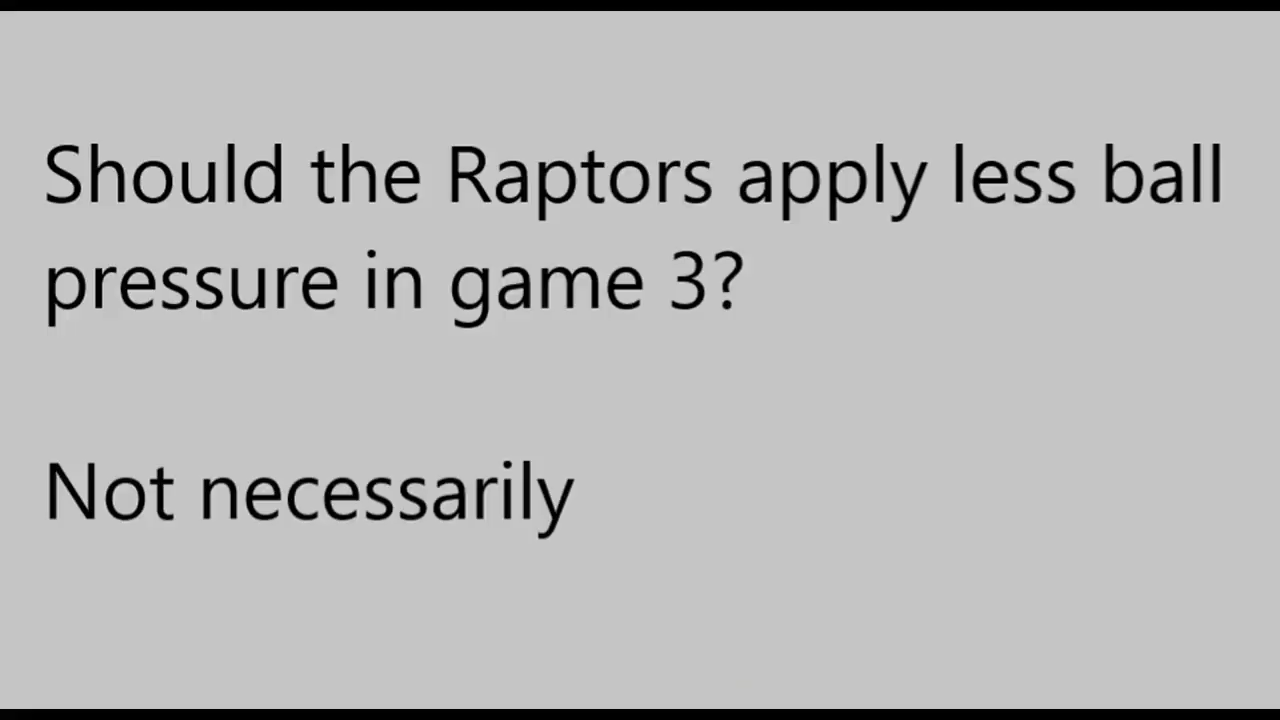 Should the Raptors apply less ball
pressure in game 3?
Not necessarily